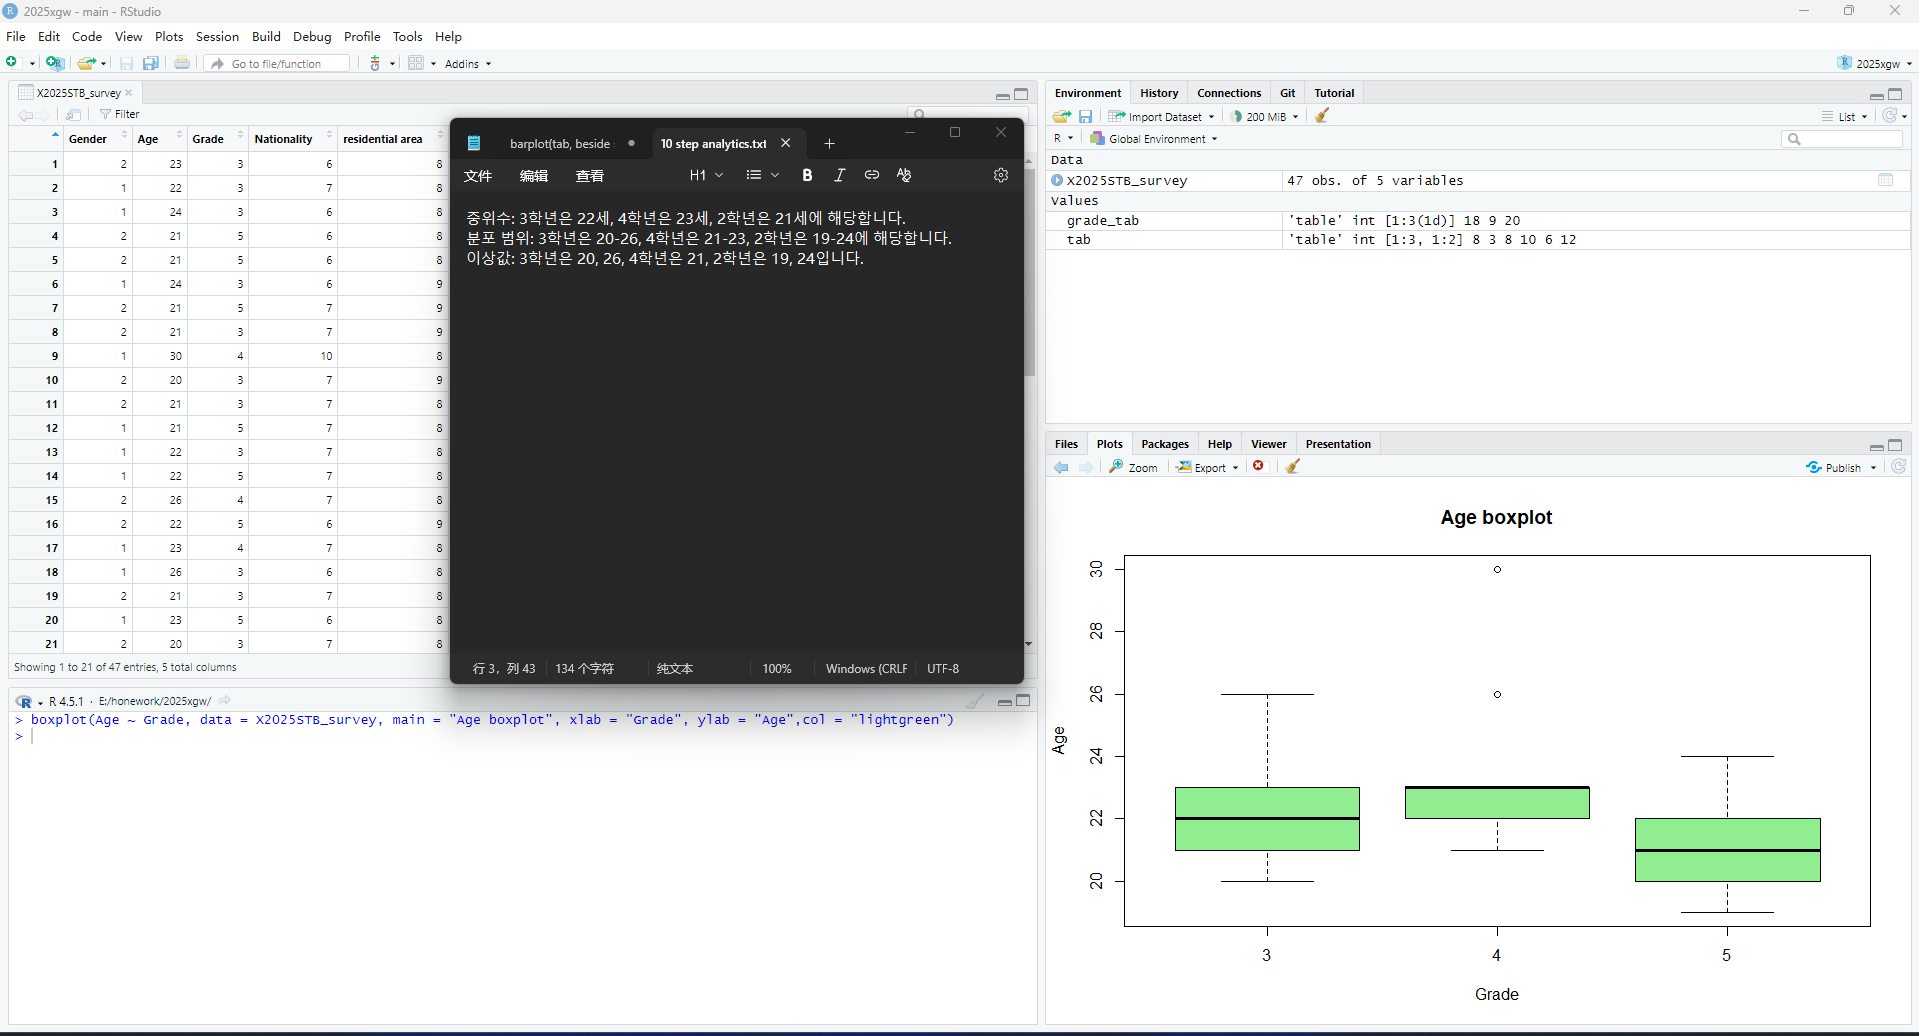 2025xgw - main - RStudio
File Edit Code View Plots Session Build Debug Profile Tools Help
Go to file/function Addins 2025xgw
X2025STB_survey
Filter
Gender Age Grade Nationality residential area
1 2 23 3 6 8
2 1 22 3 7 8
3 1 24 3 6 8
4 2 21 5 6 8
5 2 21 5 6 8
6 1 24 3 6 9
7 2 21 5 7 9
8 2 21 3 7 9
9 1 30 4 10 8
10 2 20 3 7 9
11 2 21 3 7 8
12 1 21 5 7 8
13 1 22 3 7 8
14 1 22 5 7 8
15 2 26 4 7 8
16 2 22 5 6 9
17 1 23 4 7 8
18 1 26 3 6 8
19 2 21 3 7 8
20 1 23 5 6 8
21 2 20 3 7 8
Showing 1 to 21 of 47 entries, 5 total columns
barplot(tab, beside 10 step analytics.txt
文件 编辑 查看 H1 B I
중위수: 3학년은 22세, 4학년은 23세, 2학년은 21세에 해당합니다.
분포 범위: 3학년은 20-26, 4학년은 21-23, 2학년은 19-24에 해당합니다.
이상값: 3학년은 20, 26, 4학년은 21, 2학년은 19, 24입니다.
行 3, 列 43 134 个字符 纯文本 100% Windows (CRLF UTF-8
R 4.5.1 · E:/honework/2025xgw/
> boxplot(Age ~ Grade, data = X2025STB_survey, main = "Age boxplot", xlab = "Grade", ylab = "Age",col = "lightgreen")
>
Environment History Connections Git Tutorial
Import Dataset 200 MiB List
R Global Environment
Data
X2025STB_survey 47 obs. of 5 variables
Values
grade_tab 'table' int [1:3(1d)] 18 9 20
tab 'table' int [1:3, 1:2] 8 3 8 10 6 12
Files Plots Packages Help Viewer Presentation
Zoom Export Publish
Age boxplot
30
28
26
24
22
20
Age
3 4 5
Grade